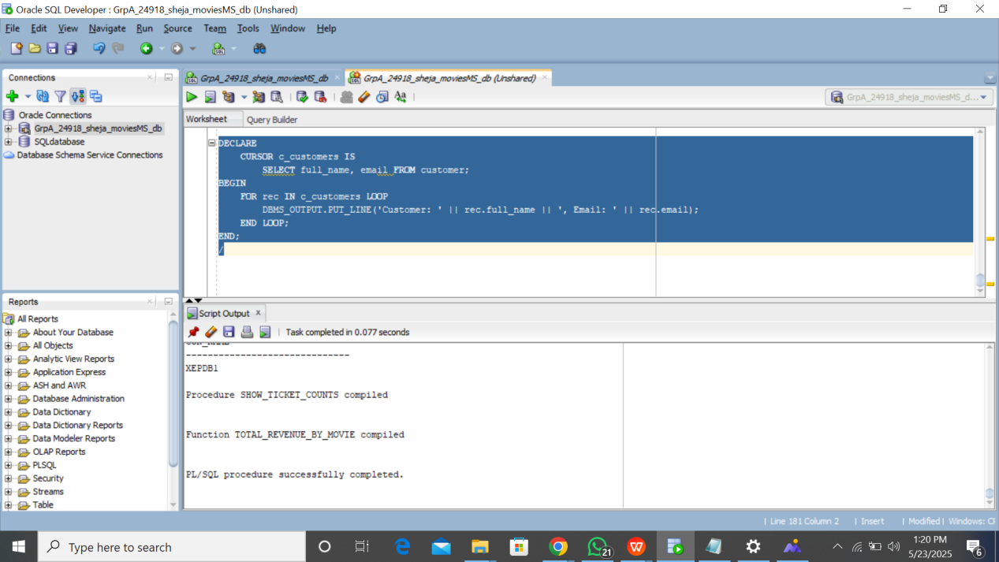 Oracle SQL Developer : GrpA_24918_sheja_moviesMS_db (Unshared)
File Edit View Navigate Run Source Team Tools Window Help
Connections
Oracle Connections
GrpA_24918_sheja_moviesMS_db
SQLdatabase
Database Schema Service Connections
GrpA_24918_sheja_moviesMS_db
GrpA_24918_sheja_moviesMS_db (Unshared)
GrpA_24918_sheja_moviesMS_d...
Worksheet Query Builder
DECLARE
CURSOR c_customers IS
SELECT full_name, email FROM customer;
BEGIN
FOR rec IN c_customers LOOP
DBMS_OUTPUT.PUT_LINE('Customer: ' || rec.full_name || ', Email: ' || rec.email);
END LOOP;
END;
/
Reports
All Reports
About Your Database
All Objects
Analytic View Reports
Application Express
ASH and AWR
Database Administration
Data Dictionary
Data Dictionary Reports
Data Modeler Reports
OLAP Reports
PLSQL
Security
Streams
Table
Script Output x
Task completed in 0.077 seconds
------------------------------
XEPDB1
Procedure SHOW_TICKET_COUNTS compiled
Function TOTAL_REVENUE_BY_MOVIE compiled
PL/SQL procedure successfully completed.
| Line 181 Column 2 | Insert | Modified | Windows: C
Type here to search
21
1:20 PM
5/23/2025
6